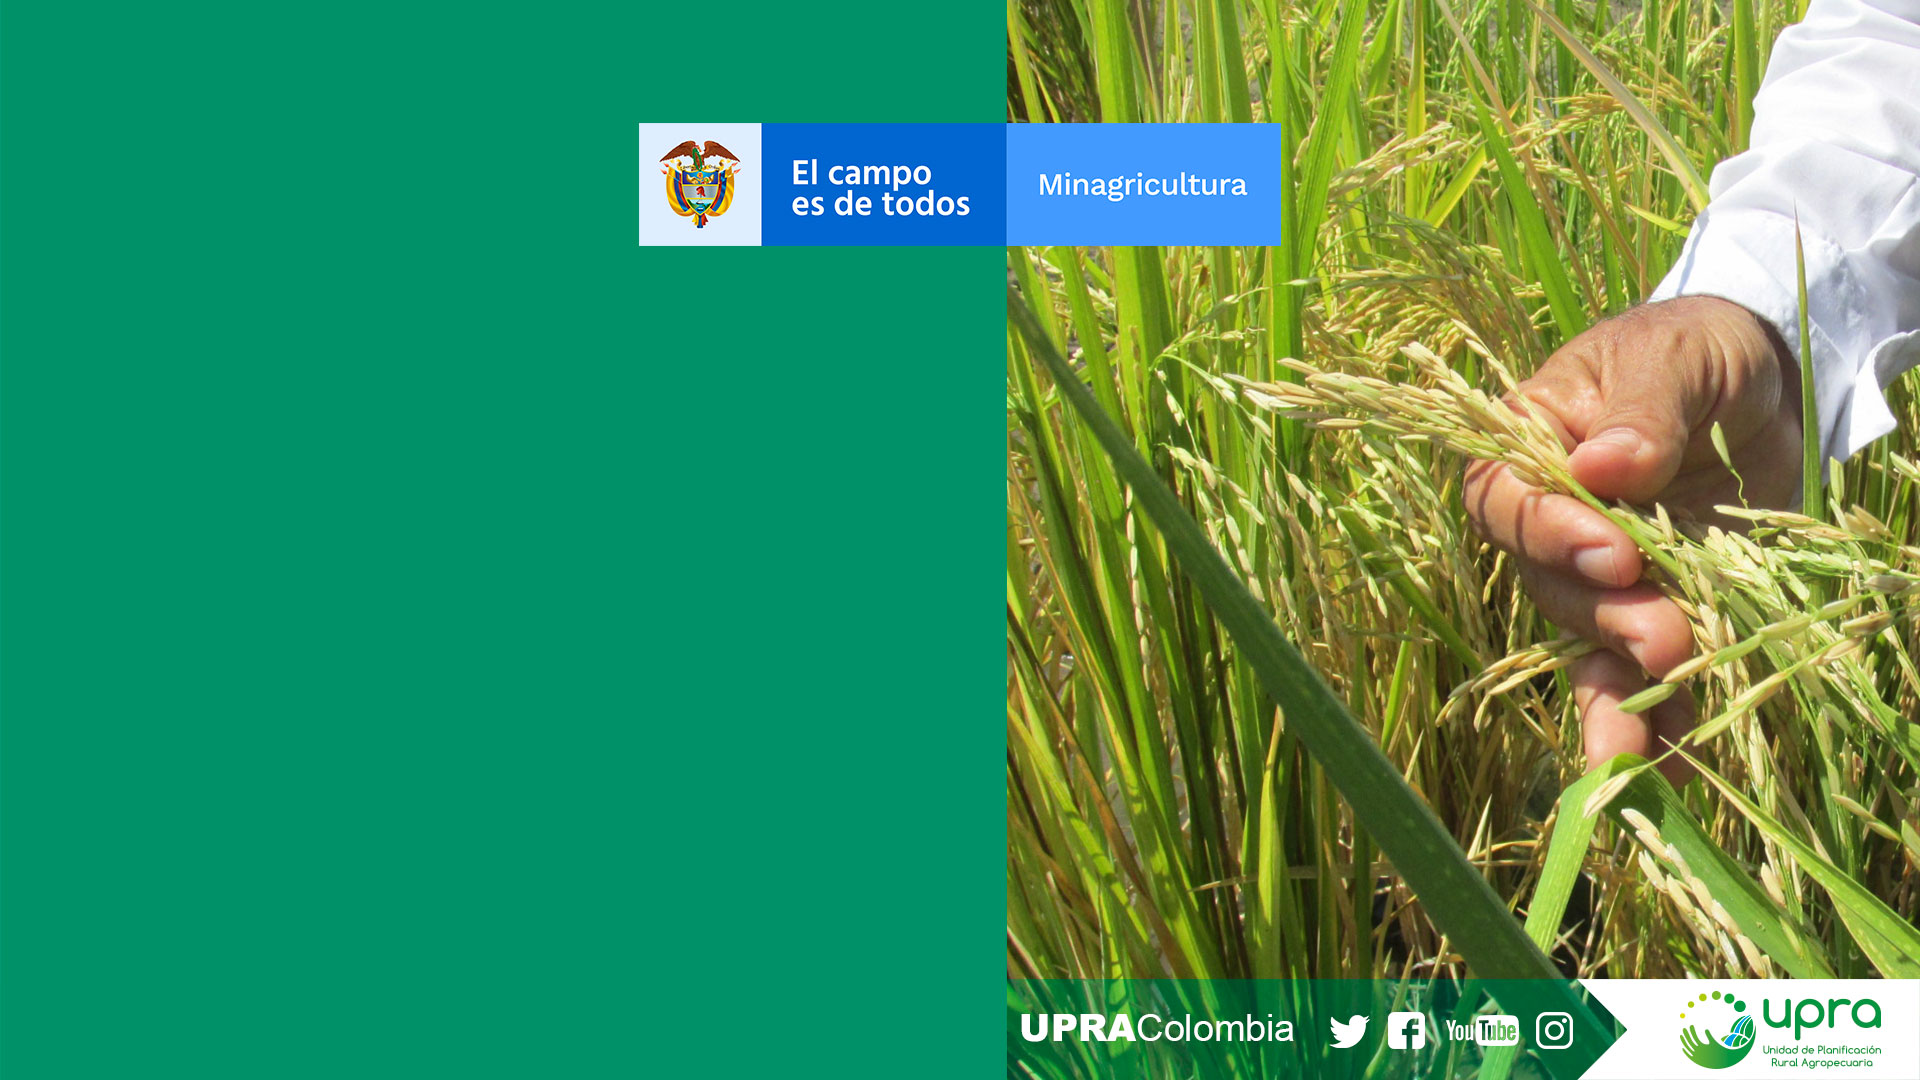 El campo
es de todos
Minagricultura
UPRAColombia
YouTube
upra
Unidad de Planificación
Rural Agropecuaria